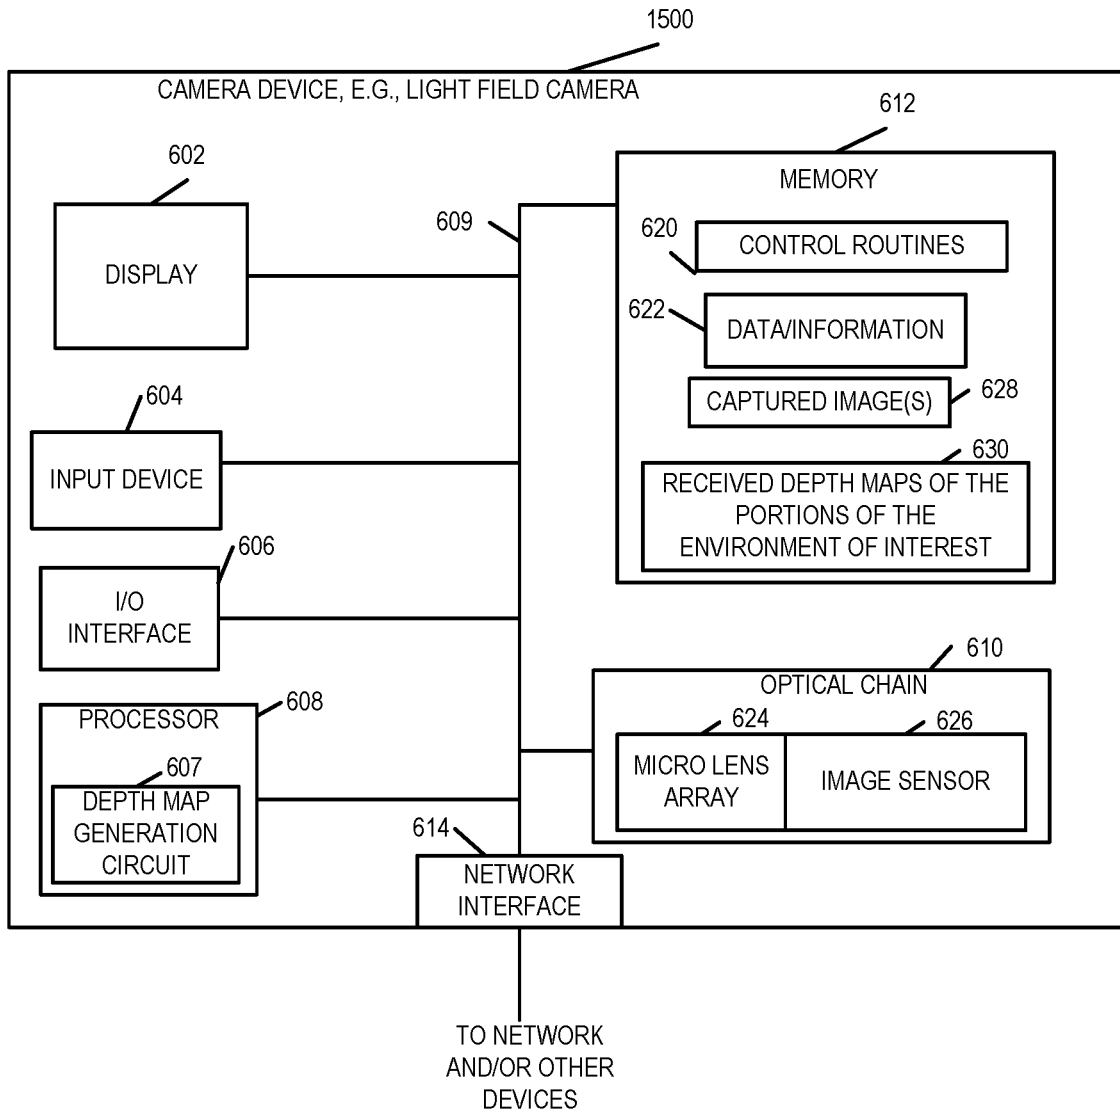 1500
CAMERA DEVICE, E.G., LIGHT FIELD CAMERA
612
602
MEMORY
609
620
CONTROL ROUTINES
DISPLAY
622
DATA/INFORMATION
604
CAPTURED IMAGE(S)
628
630
INPUT DEVICE
RECEIVED DEPTH MAPS OF THE
PORTIONS OF THE
ENVIRONMENT OF INTEREST
606
I/O
INTERFACE
610
OPTICAL CHAIN
608
PROCESSOR
624
626
607
MICRO LENS
ARRAY
IMAGE SENSOR
DEPTH MAP
GENERATION
CIRCUIT
614
NETWORK
INTERFACE
TO NETWORK
AND/OR OTHER
DEVICES